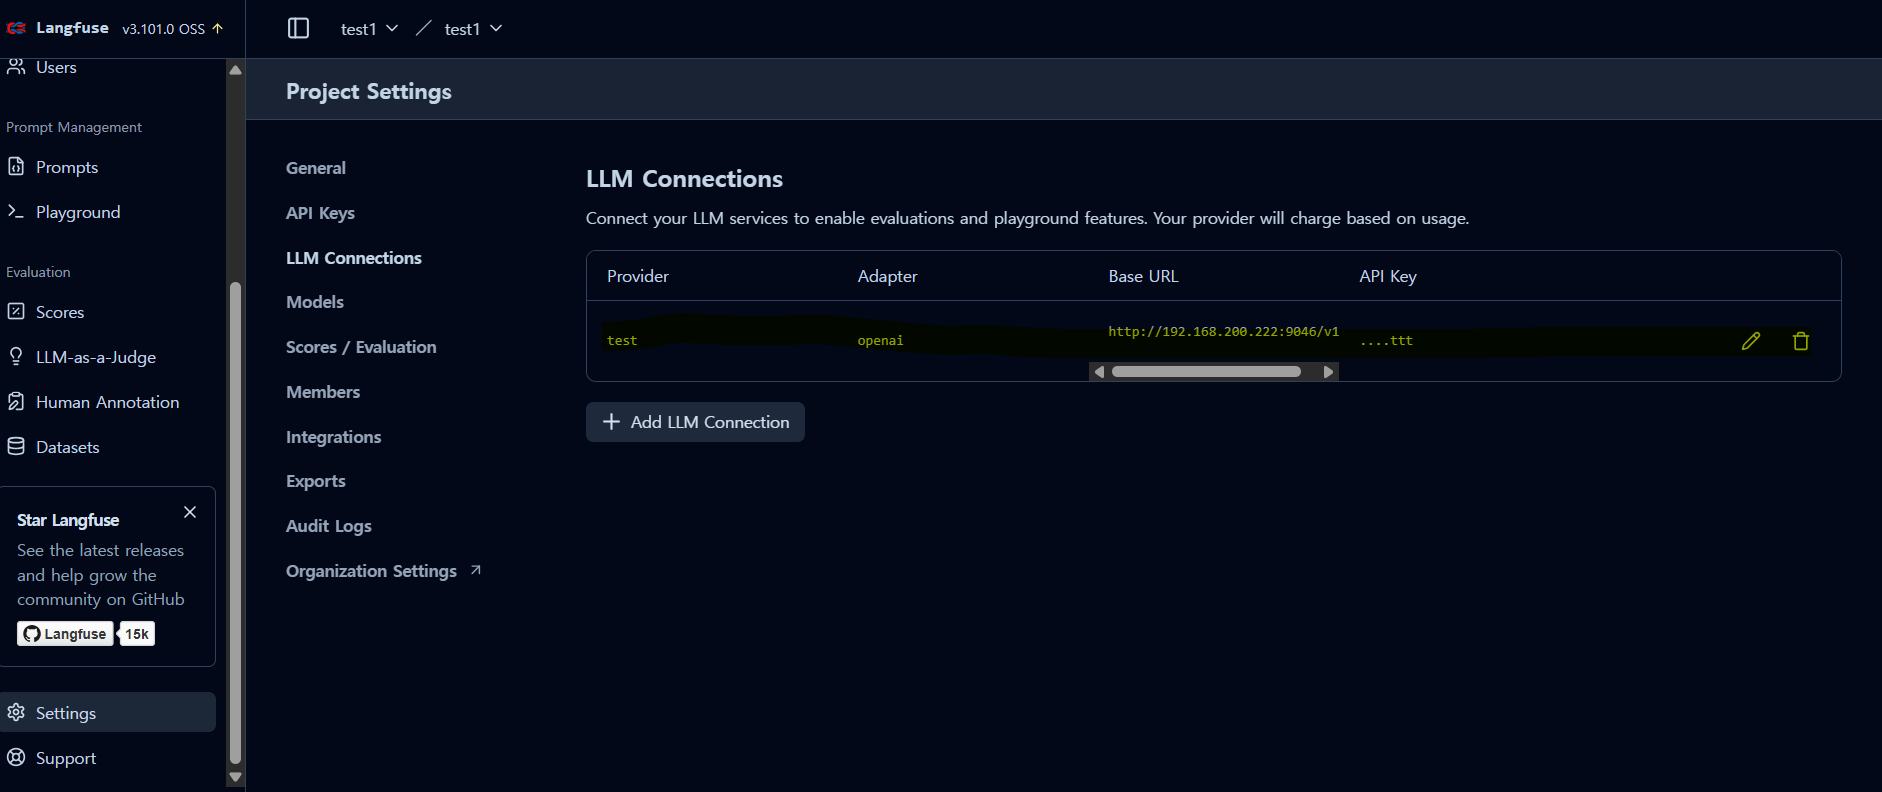 Langfuse v3.101.0 OSS
test1 / test1
Users
Prompt Management
Prompts
Playground
Evaluation
Scores
LLM-as-a-Judge
Human Annotation
Datasets
Star Langfuse
See the latest releases
and help grow the
community on GitHub
Langfuse 15k
Settings
Support
Project Settings
General
API Keys
LLM Connections
Models
Scores / Evaluation
Members
Integrations
Exports
Audit Logs
Organization Settings
LLM Connections
Connect your LLM services to enable evaluations and playground features. Your provider will charge based on usage.
Provider Adapter Base URL API Key
test openai http://192.168.200.222:9046/v1 ....ttt
Add LLM Connection